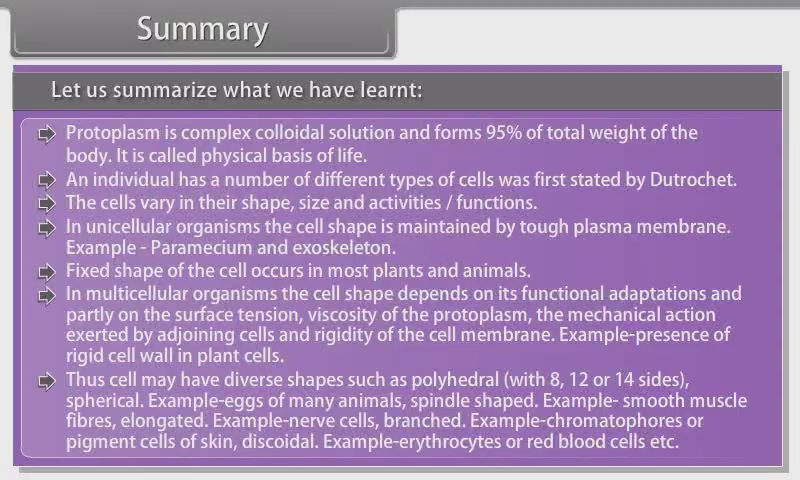 Summary
Let us summarize what we have learnt:
Protoplasm is complex colloidal solution and forms 95% of total weight of the
body. It is called physical basis of life.
An individual has a number of different types of cells was first stated by Dutrochet.
The cells vary in their shape, size and activities / functions.
In unicellular organisms the cell shape is maintained by tough plasma membrane.
Example - Paramecium and exoskeleton.
Fixed shape of the cell occurs in most plants and animals.
In multicellular organisms the cell shape depends on its functional adaptations and
partly on the surface tension, viscosity of the protoplasm, the mechanical action
exerted by adjoining cells and rigidity of the cell membrane. Example-presence of
rigid cell wall in plant cells.
Thus cell may have diverse shapes such as polyhedral (with 8, 12 or 14 sides),
spherical. Example-eggs of many animals, spindle shaped. Example- smooth muscle
fibres, elongated. Example-nerve cells, branched. Example-chromatophores or
pigment cells of skin, discoidal. Example-erythrocytes or red blood cells etc.